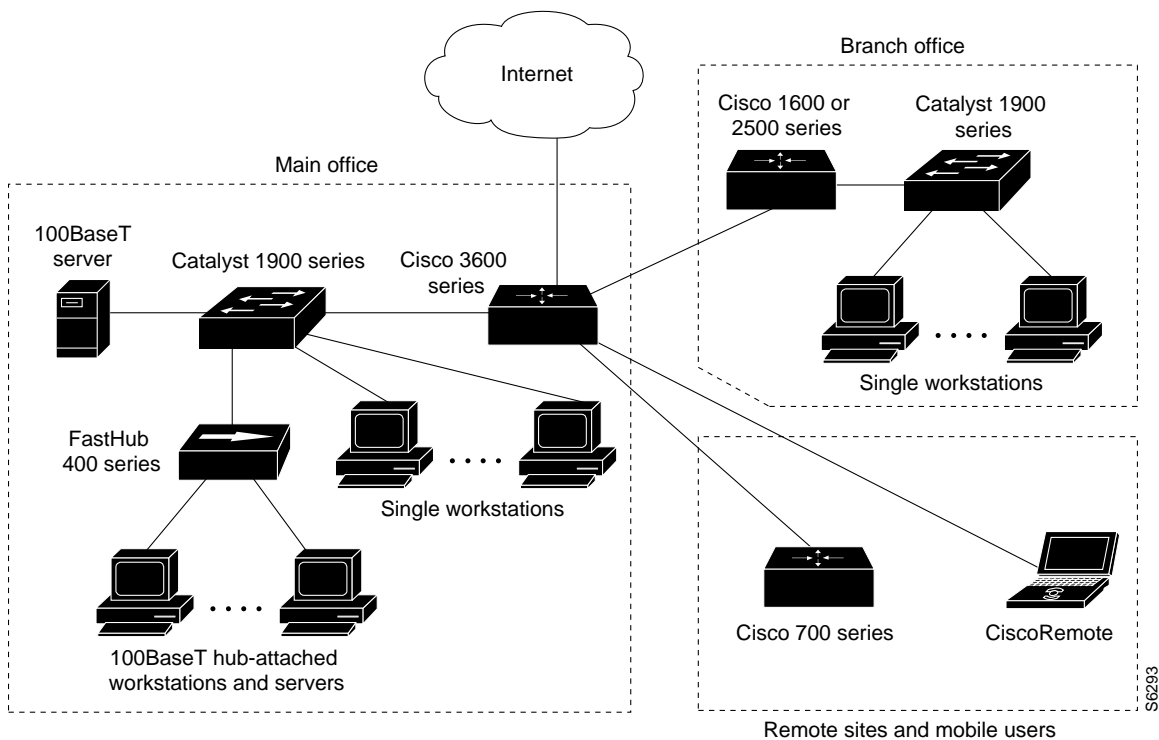 Internet
Branch office
Cisco 1600 or
2500 series
Catalyst 1900
series
Single workstations
Main office
100BaseT
server
Catalyst 1900 series
Cisco 3600
series
FastHub
400 series
Single workstations
100BaseT hub-attached
workstations and servers
Cisco 700 series
CiscoRemote
Remote sites and mobile users
S6293